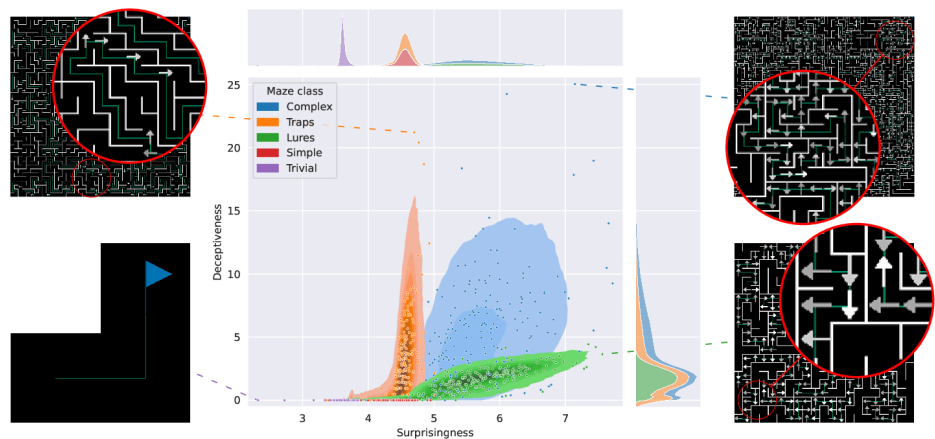 25
20
15
10
5
0
Deceptiveness
Maze class
Complex
Traps
Lures
Simple
Trivial
3 4 5 6 7
Surprisingness